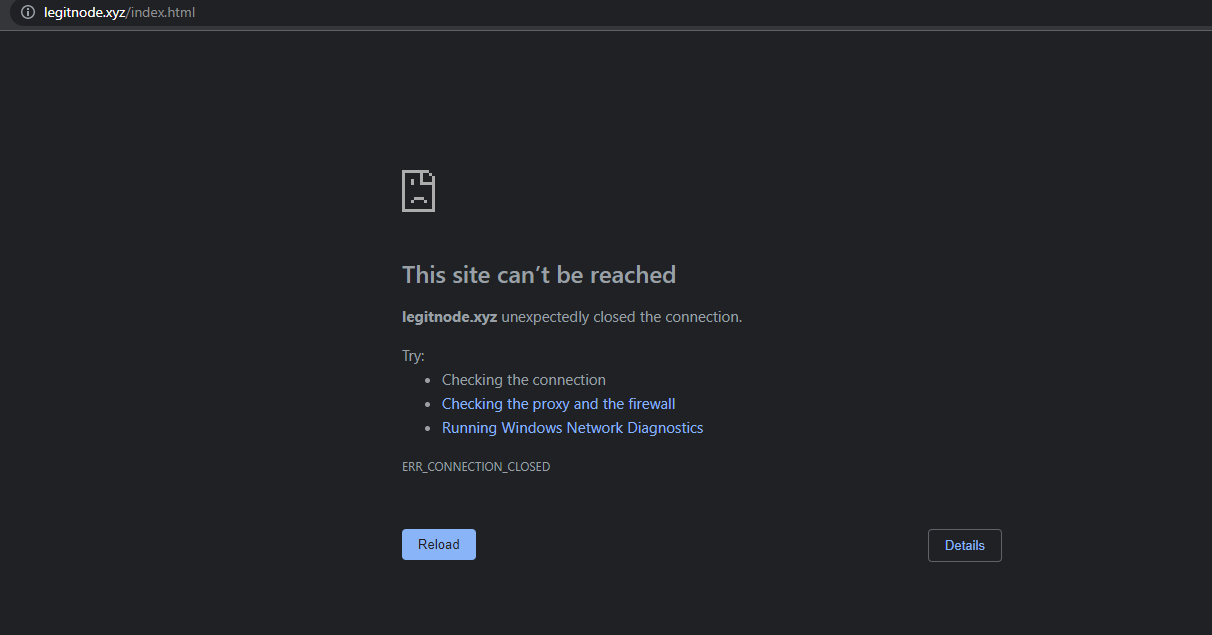 legitnode.xyz/index.html
This site can’t be reached
legitnode.xyz unexpectedly closed the connection.
Try:
Checking the connection
Checking the proxy and the firewall
Running Windows Network Diagnostics
ERR_CONNECTION_CLOSED
Reload
Details